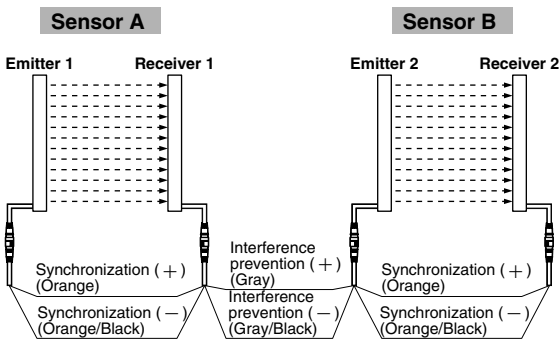 Sensor A
Sensor B
Emitter 1
Receiver 1
Emitter 2
Receiver 2
Synchronization (+)
(Orange)
Interference
prevention (+)
(Gray)
Synchronization (+)
(Orange)
Synchronization (−)
(Orange/Black)
Interference
prevention (−)
(Gray/Black)
Synchronization (−)
(Orange/Black)